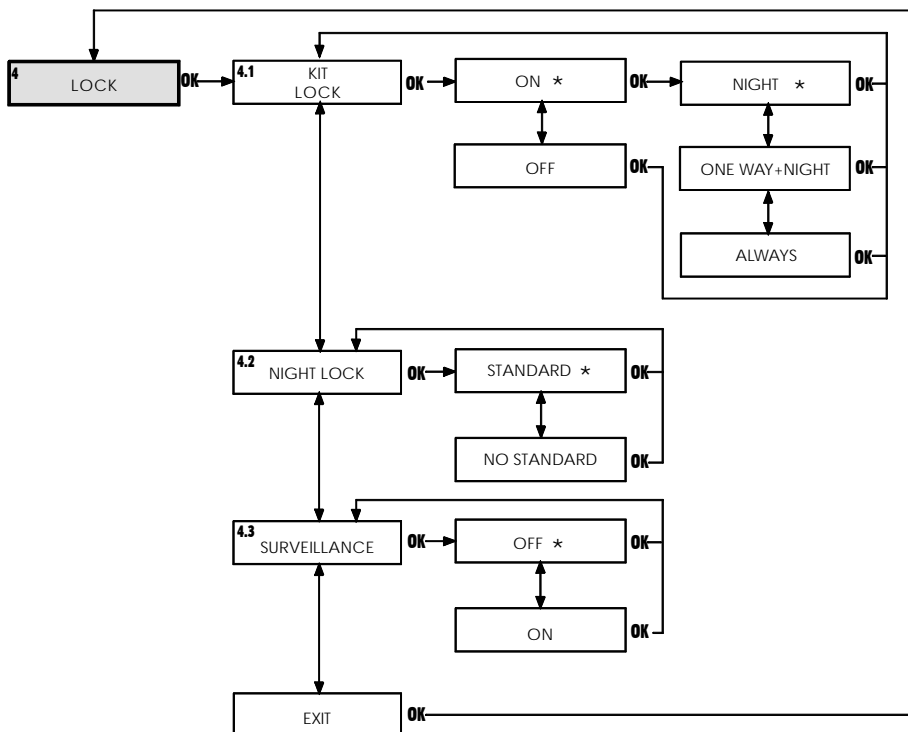 4
LOCK
OK
4.1
KIT
LOCK
OK
ON *
OK
NIGHT *
OK
OFF
OK
ONE WAY+NIGHT
OK
ALWAYS
OK
4.2
NIGHT LOCK
OK
STANDARD *
OK
NO STANDARD
OK
4.3
SURVEILLANCE
OK
OFF *
OK
ON
OK
EXIT
OK